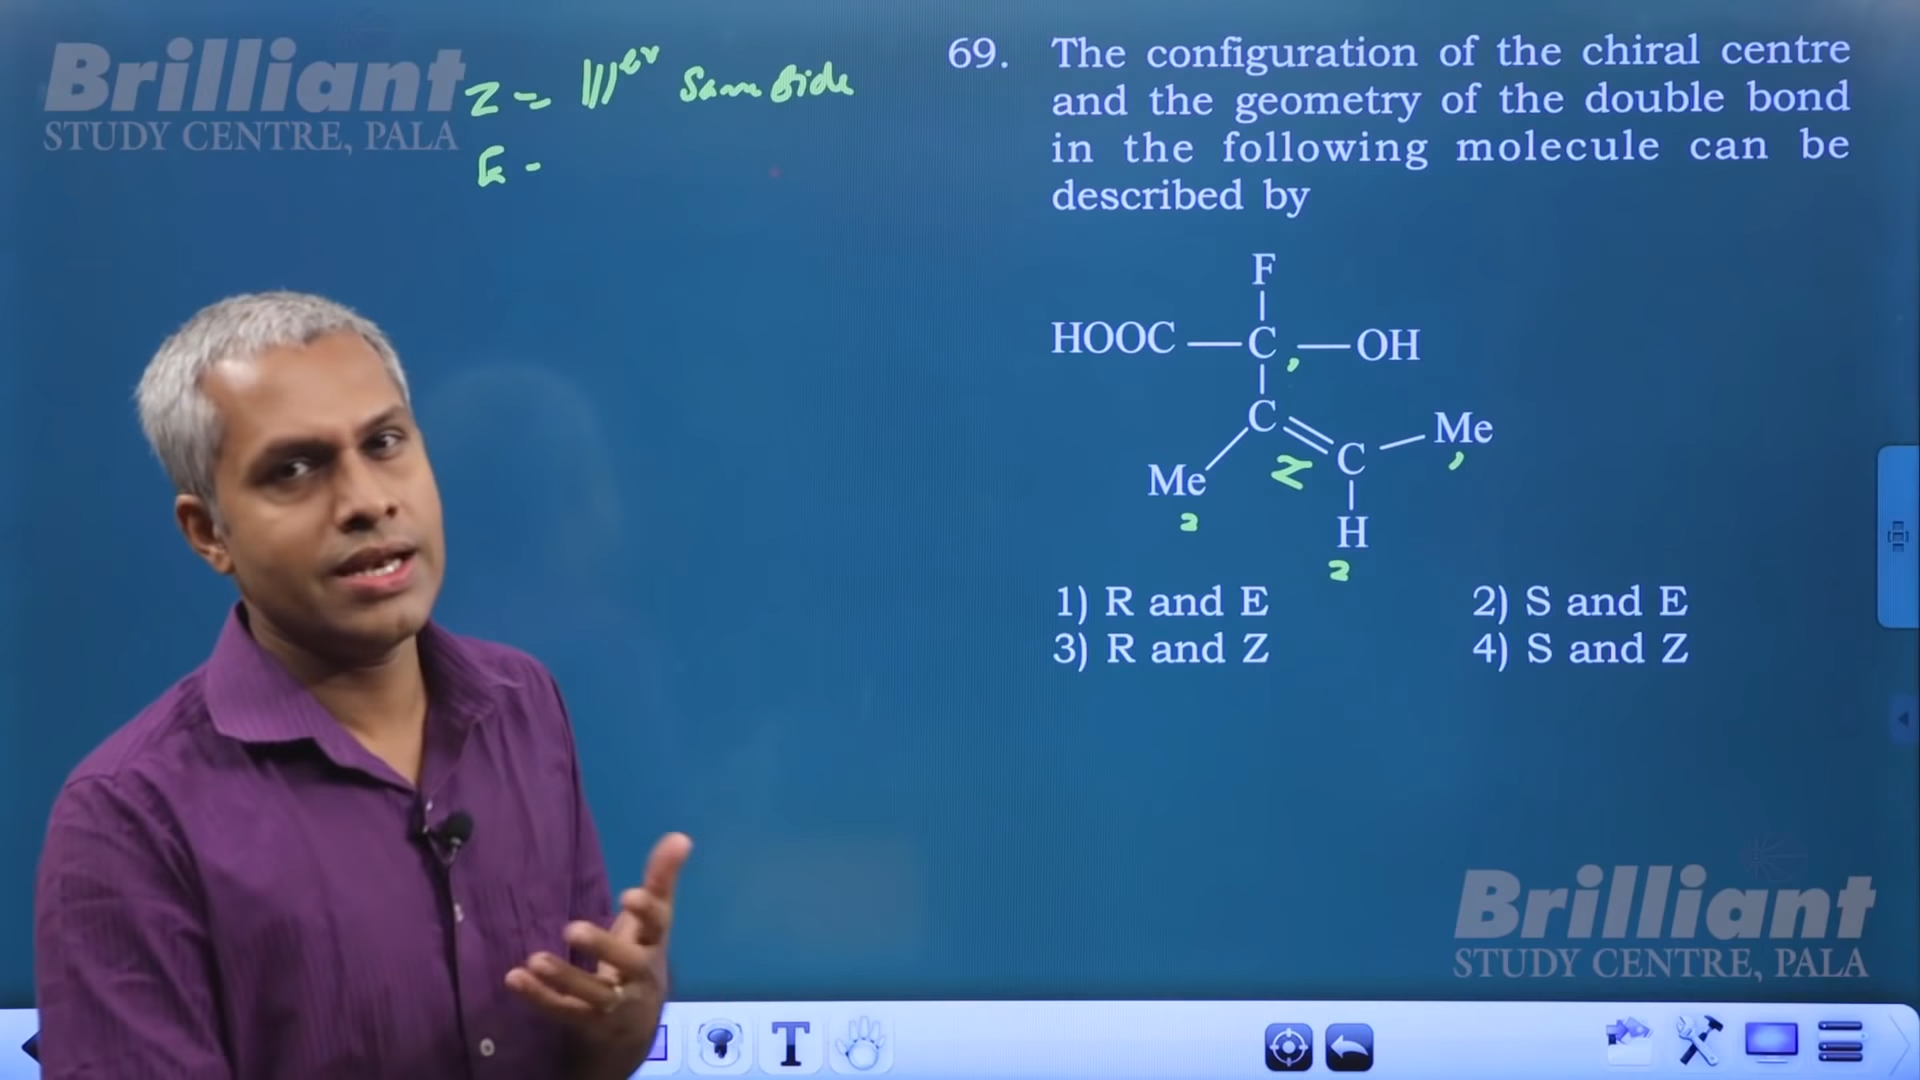 Brilliant
STUDY CENTRE, PALA
Z = ||| er Same side
E -
69. The configuration of the chiral centre
and the geometry of the double bond
in the following molecule can be
described by
F
HOOC — C — OH
,
C
Me
,
C
Z
Me
2
H
2
1) R and E 2) S and E
3) R and Z 4) S and Z
Brilliant
STUDY CENTRE, PALA
T